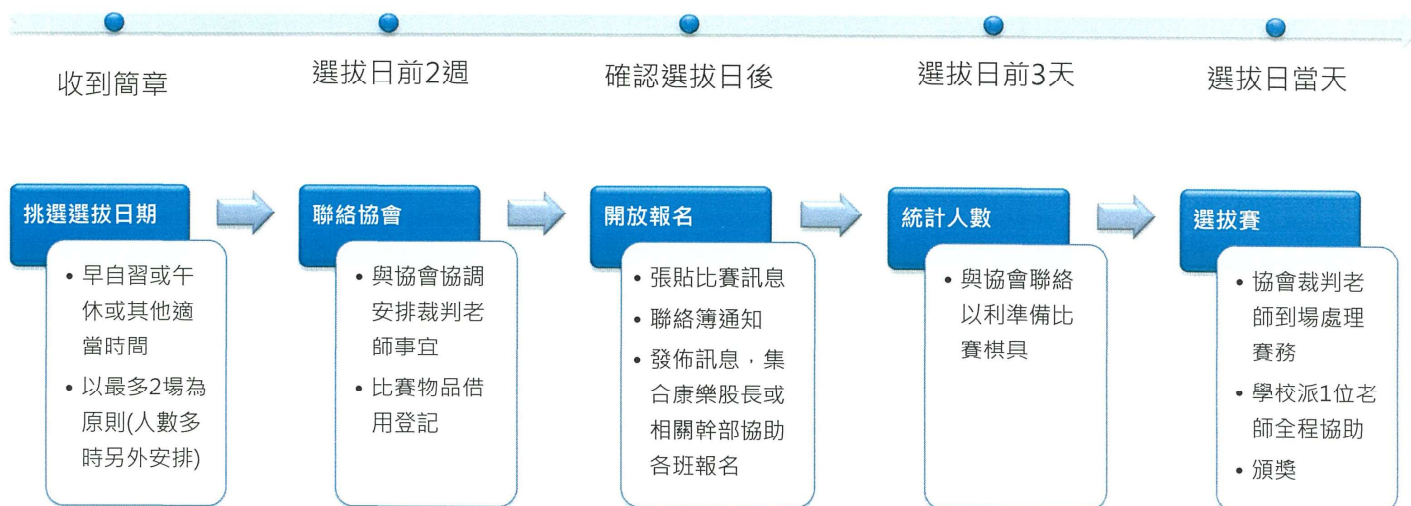 收到簡章
選拔日前2週
確認選拔日後
選拔日前3天
選拔日當天
挑選選拔日期
• 早自習或午
休或其他適
當時間
• 以最多2場為
原則(人數多
時另外安排)
聯絡協會
• 與協會協調
安排裁判老
師事宜
• 比賽物品借
用登記
開放報名
• 張貼比賽訊息
• 聯絡簿通知
• 發佈訊息，集
合康樂股長或
相關幹部協助
各班報名
統計人數
• 與協會聯絡
以利準備比
賽棋具
選拔賽
• 協會裁判老
師到場處理
賽務
• 學校派1位老
師全程協助
• 頒獎